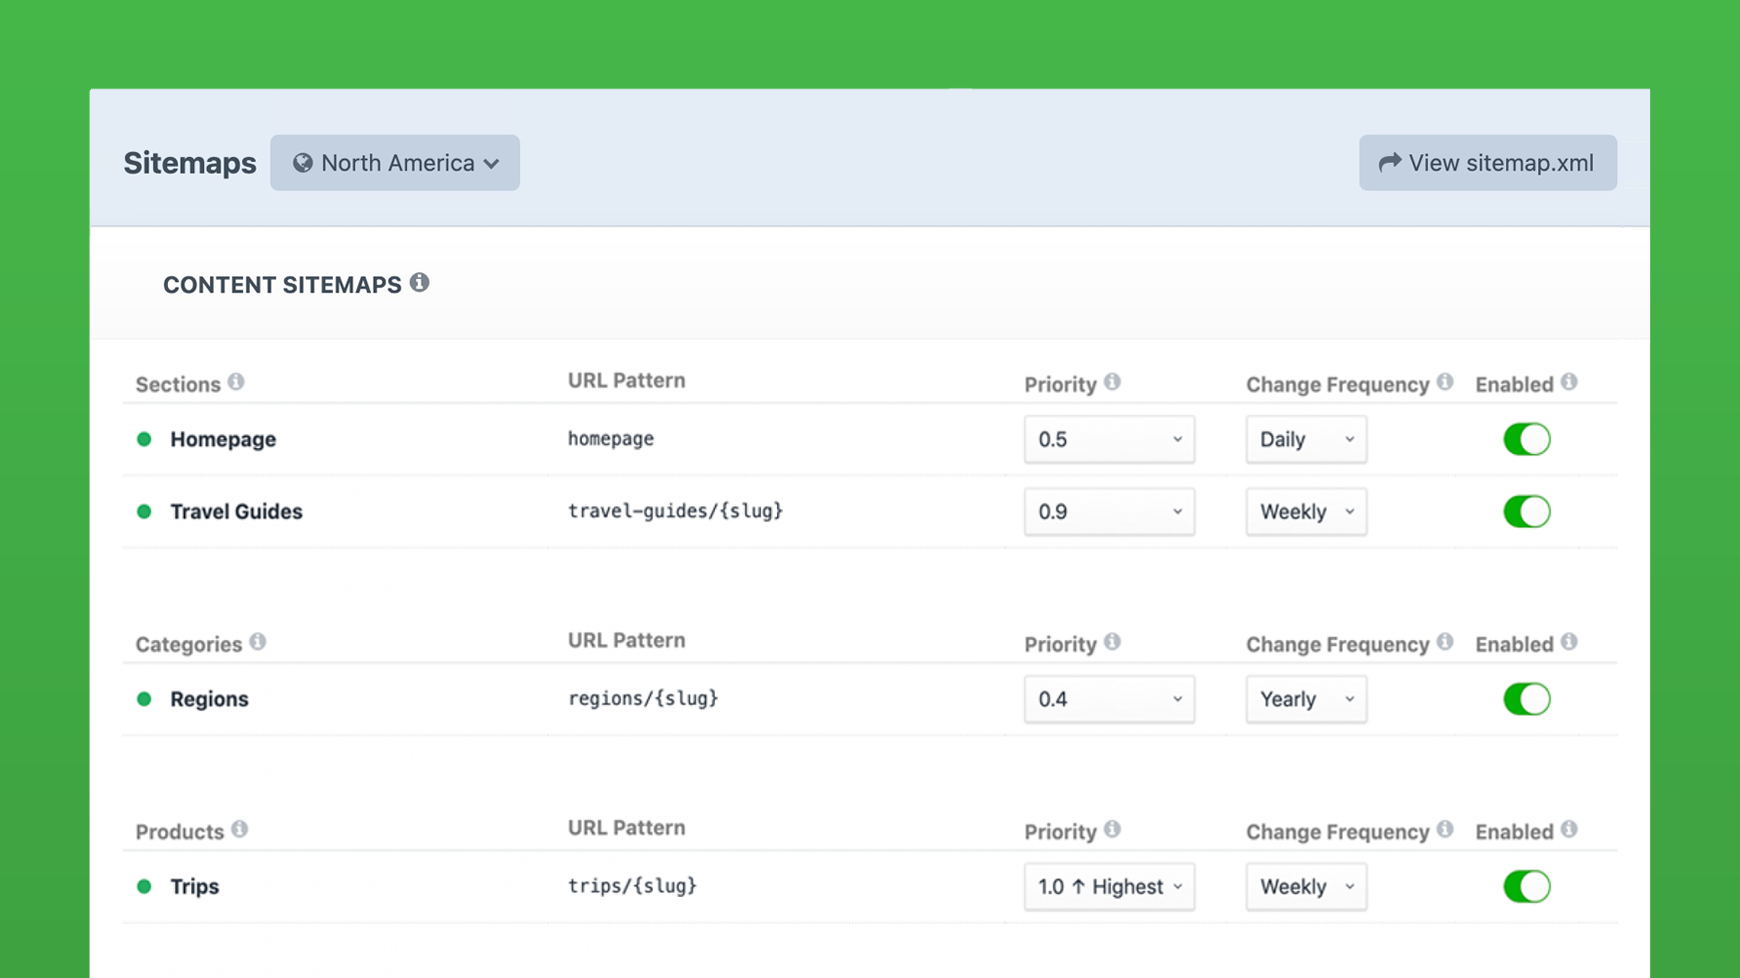 Sitemaps North America View sitemap.xml
CONTENT SITEMAPS
Sections URL Pattern Priority Change Frequency Enabled
Homepage homepage 0.5 Daily
Travel Guides travel-guides/{slug} 0.9 Weekly
Categories URL Pattern Priority Change Frequency Enabled
Regions regions/{slug} 0.4 Yearly
Products URL Pattern Priority Change Frequency Enabled
Trips trips/{slug} 1.0 ↑ Highest Weekly